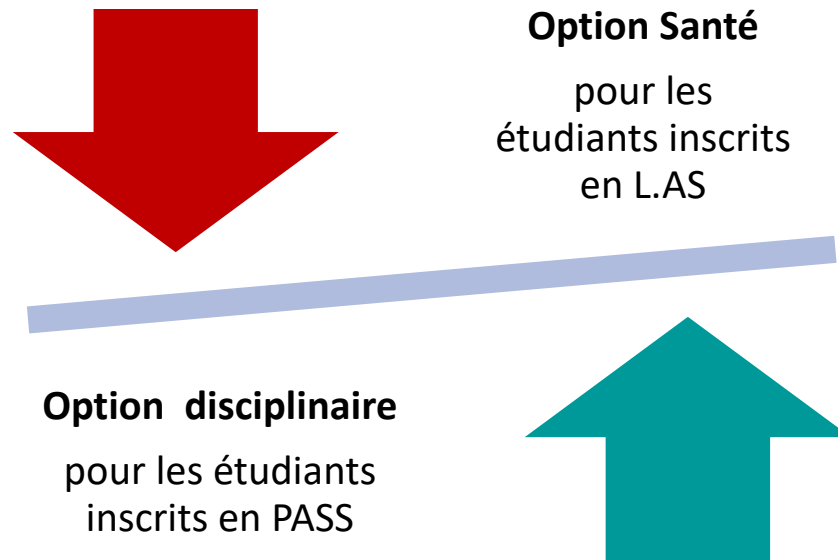 Option Santé
pour les
étudiants inscrits
en L.AS
Option disciplinaire
pour les étudiants
inscrits en PASS